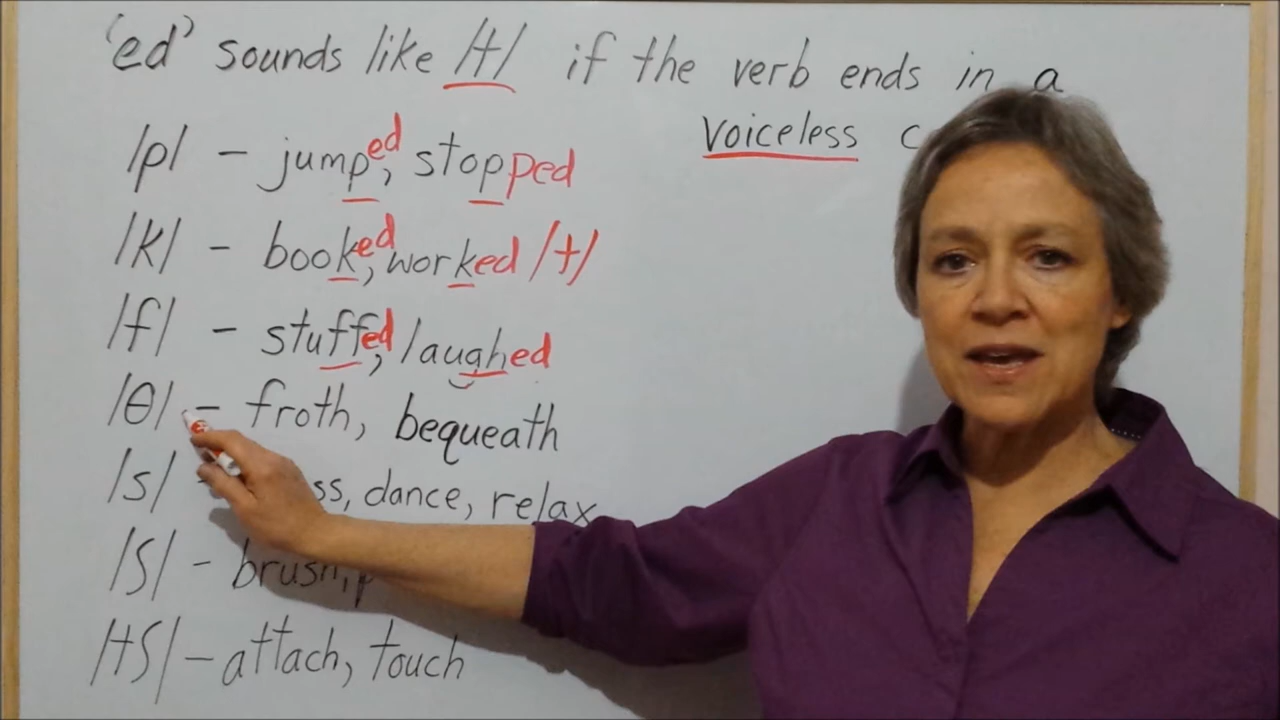 'ed' sounds like /t/ if the verb ends in a
voiceless
/p/ - jumped, stopped
/k/ - booked, worked /t/
/f/ - stuffed, laughed
/θ/ - froth, bequeath
/s/ - dance, relax
/ʃ/ - brush,
/tʃ/ - attach, touch